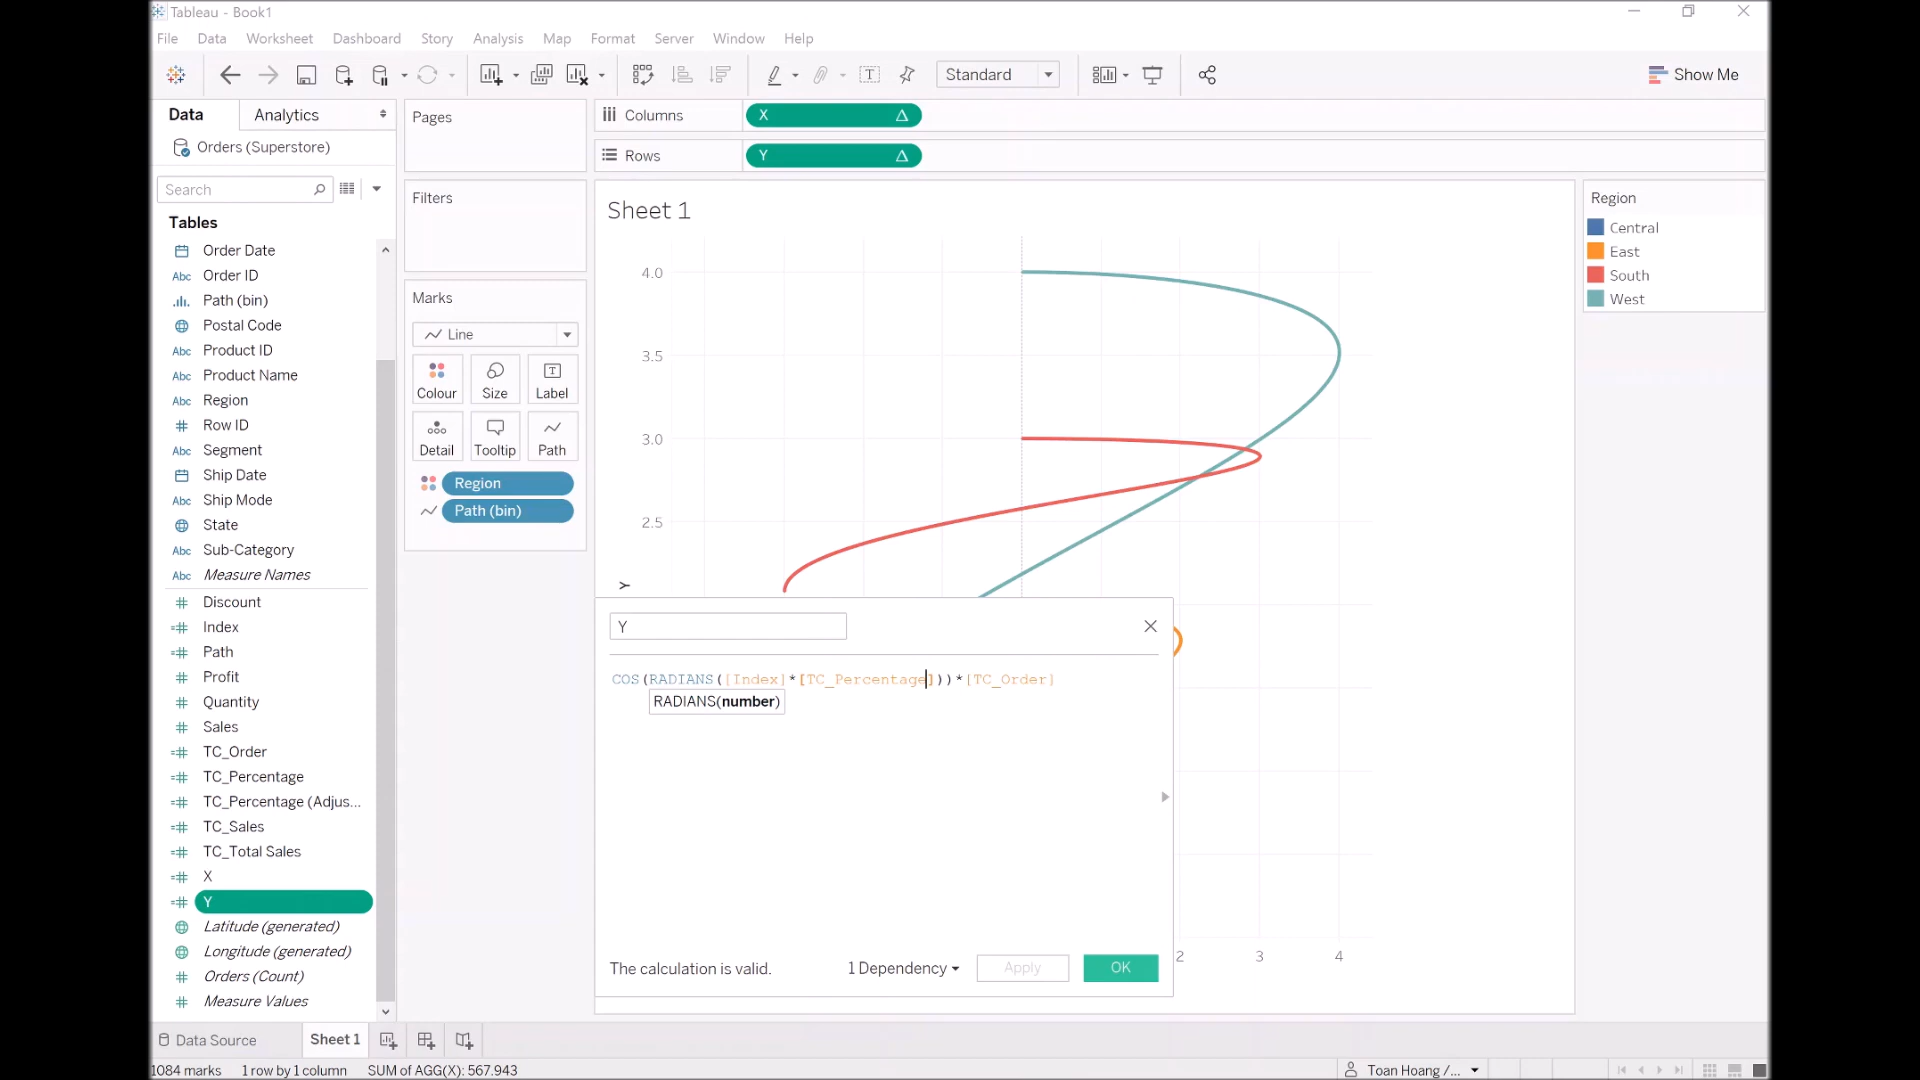 Tableau - Book1
File Data Worksheet Dashboard Story Analysis Map Format Server Window Help
Standard
Show Me
Data Analytics
Orders (Superstore)
Search
Tables
Order Date
Order ID
Path (bin)
Postal Code
Product ID
Product Name
Region
Row ID
Segment
Ship Date
Ship Mode
State
Sub-Category
Measure Names
Discount
Index
Path
Profit
Quantity
Sales
TC_Order
TC_Percentage
TC_Percentage (Adjus...
TC_Sales
TC_Total Sales
X
Y
Latitude (generated)
Longitude (generated)
Orders (Count)
Measure Values
Pages
Filters
Marks
Line
Colour Size Label
Detail Tooltip Path
Region
Path (bin)
Columns X
Rows Y
Sheet 1
4.0
3.5
3.0
2.5
Y
2 3 4
Region
Central
East
South
West
Y
COS(RADIANS([Index]*[TC_Percentage]))*[TC_Order]
RADIANS(number)
The calculation is valid. 1 Dependency Apply OK
Data Source Sheet 1
1084 marks 1 row by 1 column SUM of AGG(X): 567.943
Toan Hoang /...